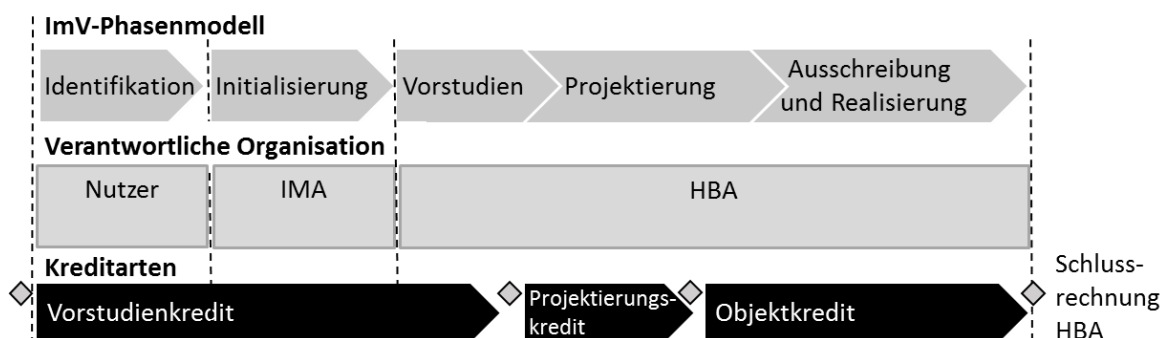 ImV-Phasenmodell
Identifikation
Initialisierung
Vorstudien
Projektierung
Ausschreibung
und Realisierung
Verantwortliche Organisation
Nutzer
IMA
HBA
Kreditarten
Vorstudienkredit
Projektierungs-
kredit
Objektkredit
Schluss-
rechnung
HBA